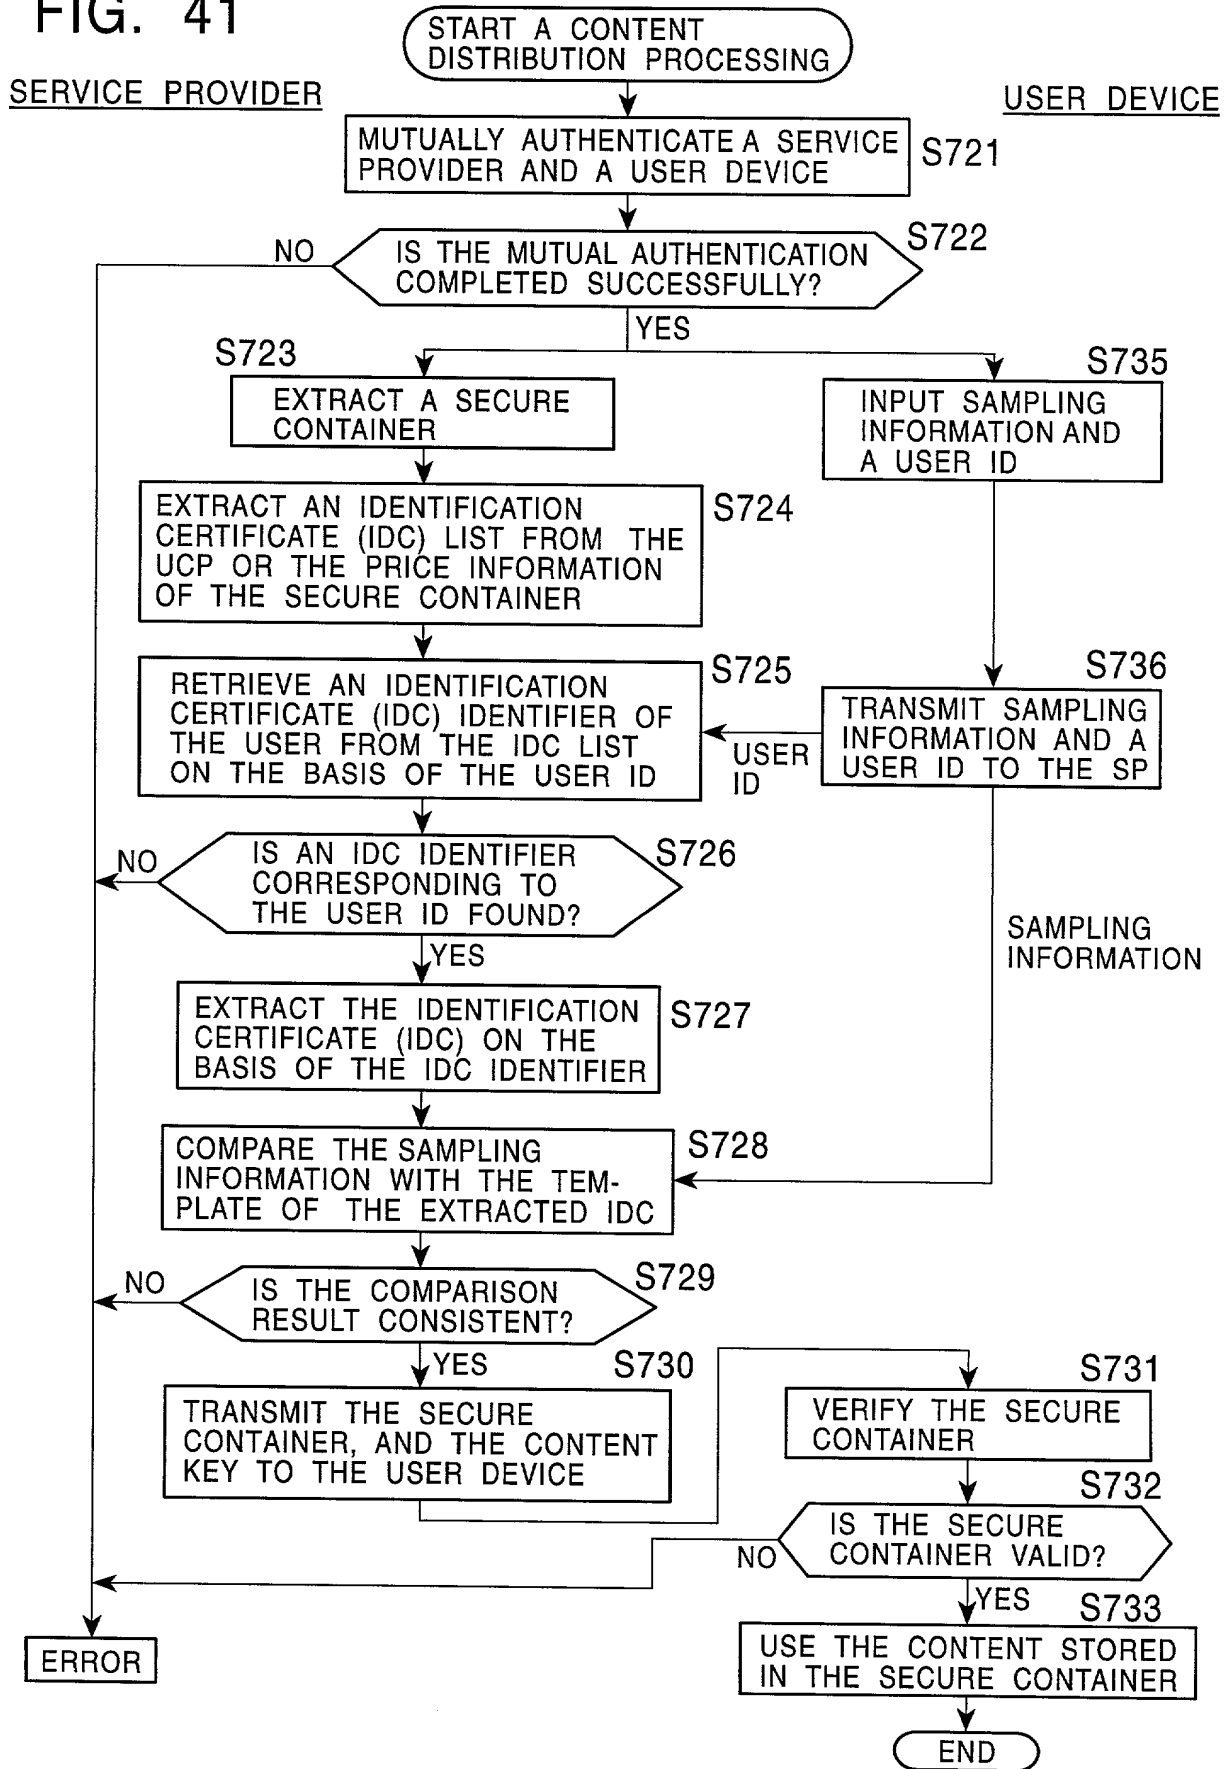 FIG. 41
START A CONTENT
DISTRIBUTION PROCESSING
SERVICE PROVIDER
USER DEVICE
MUTUALLY AUTHENTICATE A SERVICE
PROVIDER AND A USER DEVICE
S721
S722
NO
IS THE MUTUAL AUTHENTICATION
COMPLETED SUCCESSFULLY?
YES
S723
EXTRACT A SECURE
CONTAINER
S735
INPUT SAMPLING
INFORMATION AND
A USER ID
EXTRACT AN IDENTIFICATION
CERTIFICATE (IDC) LIST FROM THE
UCP OR THE PRICE INFORMATION
OF THE SECURE CONTAINER
S724
S725
RETRIEVE AN IDENTIFICATION
CERTIFICATE (IDC) IDENTIFIER OF
THE USER FROM THE IDC LIST
ON THE BASIS OF THE USER ID
S736
TRANSMIT SAMPLING
INFORMATION AND A
USER ID TO THE SP
USER
ID
S726
NO
IS AN IDC IDENTIFIER
CORRESPONDING TO
THE USER ID FOUND?
YES
SAMPLING
INFORMATION
EXTRACT THE IDENTIFICATION
CERTIFICATE (IDC) ON THE
BASIS OF THE IDC IDENTIFIER
S727
COMPARE THE SAMPLING
INFORMATION WITH THE TEM-
PLATE OF THE EXTRACTED IDC
S728
NO
IS THE COMPARISON
RESULT CONSISTENT?
S729
YES
S730
TRANSMIT THE SECURE
CONTAINER, AND THE CONTENT
KEY TO THE USER DEVICE
S731
VERIFY THE SECURE
CONTAINER
S732
IS THE SECURE
CONTAINER VALID?
NO
YES
S733
USE THE CONTENT STORED
IN THE SECURE CONTAINER
ERROR
END